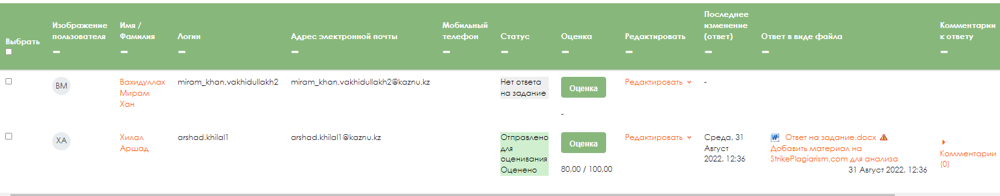 Выбрать
Изображение
пользователя
Имя /
Фамилия
Логин
Адрес электронной почты
Мобильный
телефон
Статус
Оценка
Редактировать
Последнее
изменение
(ответ)
Ответ в виде файла
Комментарии
к ответу
ВМ
Вахидуллах
Мирам
Хан
miram_khan.vakhidullakh2
miram_khan.vakhidullakh2@kaznu.kz
Нет ответа
на задание
Оценка
-
Редактировать
-
ХА
Хилал
Аршад
arshad.khilal1
arshad.khilal1@kaznu.kz
Отправлено
для
оценивания
Оценено
Оценка
80,00 / 100,00
Редактировать
Среда, 31
Август
2022, 12:36
Ответ на задание.docx
Добавить материал на
StrikePlagiarism.com для анализа
31 Август 2022, 12:36
Комментарии
(0)